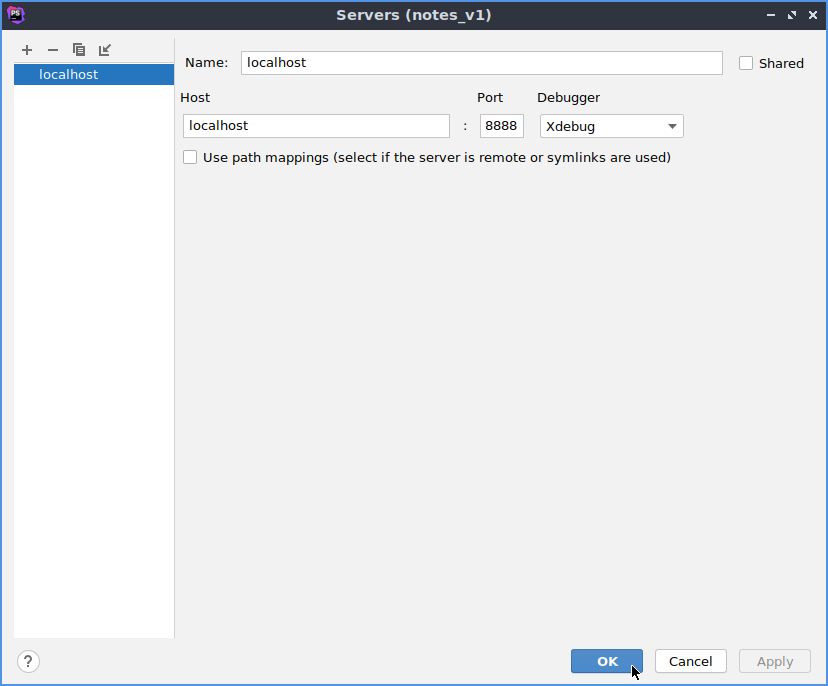 PS
Servers (notes_v1)
localhost
Name: localhost Shared
Host Port Debugger
localhost : 8888 Xdebug
Use path mappings (select if the server is remote or symlinks are used)
? OK Cancel Apply